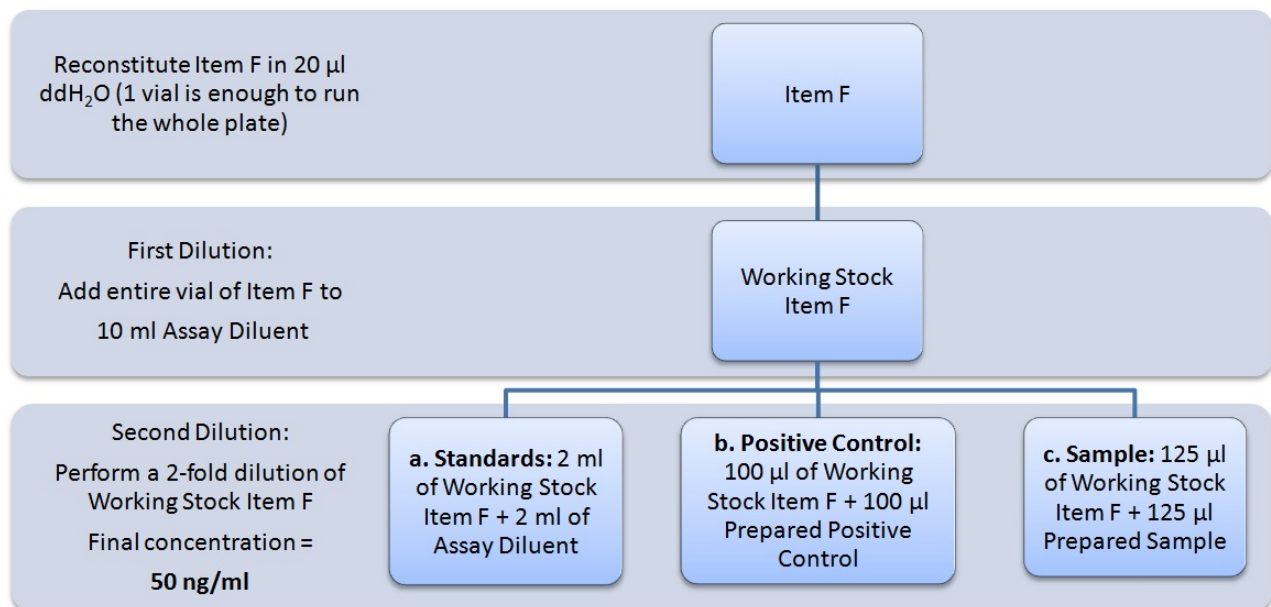 Reconstitute Item F in 20 µl
ddH₂O (1 vial is enough to run
the whole plate)
Item F
First Dilution:
Add entire vial of Item F to
10 ml Assay Diluent
Working Stock
Item F
Second Dilution:
Perform a 2-fold dilution of
Working Stock Item F
Final concentration =
50 ng/ml
a. Standards: 2 ml
of Working Stock
Item F + 2 ml of
Assay Diluent
b. Positive Control:
100 µl of Working
Stock Item F + 100 µl
Prepared Positive
Control
c. Sample: 125 µl
of Working Stock
Item F + 125 µl
Prepared Sample